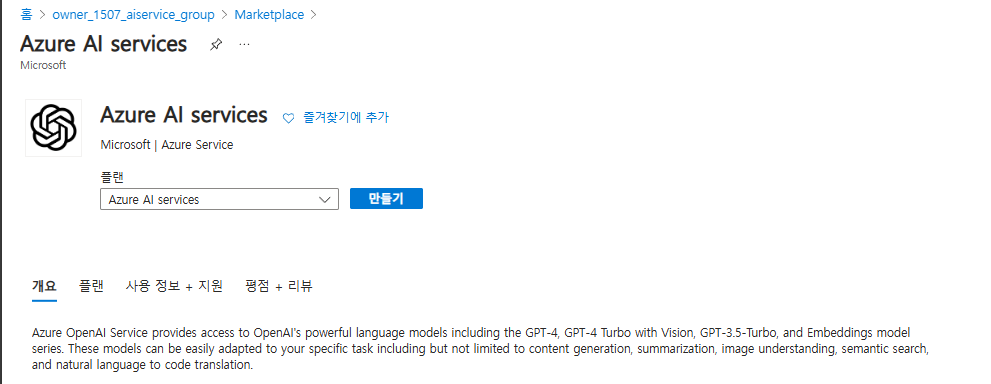 홈 > owner_1507_aiservice_group > Marketplace >
Azure AI services ···
Microsoft
Azure AI services 즐겨찾기에 추가
Microsoft | Azure Service
플랜
Azure AI services 만들기
개요 플랜 사용 정보 + 지원 평점 + 리뷰
Azure OpenAI Service provides access to OpenAI's powerful language models including the GPT-4, GPT-4 Turbo with Vision, GPT-3.5-Turbo, and Embeddings model
series. These models can be easily adapted to your specific task including but not limited to content generation, summarization, image understanding, semantic search,
and natural language to code translation.